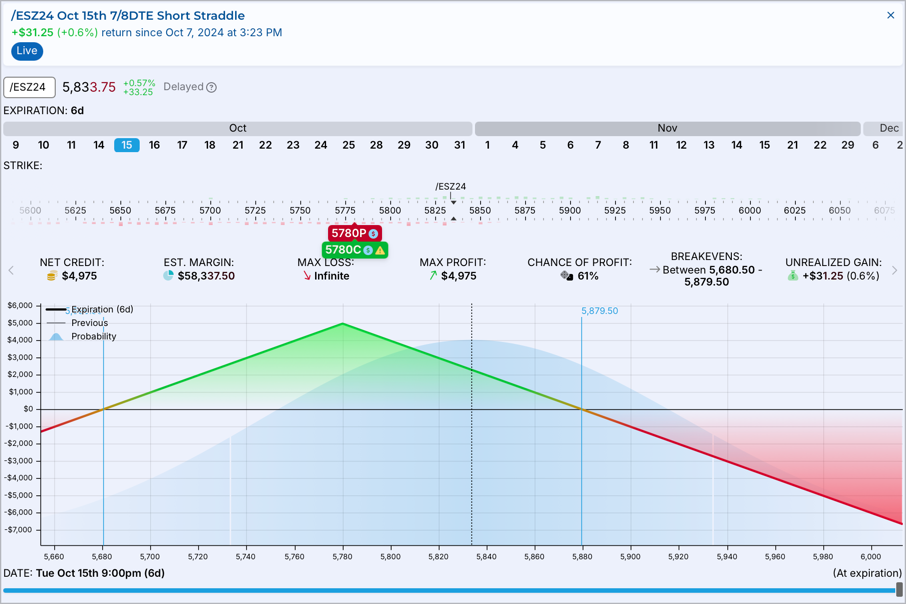 /ESZ24 Oct 15th 7/8DTE Short Straddle
+$31.25 (+0.6%) return since Oct 7, 2024 at 3:23 PM
Live
/ESZ24 5,833.75 +0.57% +33.25 Delayed ?
EXPIRATION: 6d
Oct Nov Dec
9 10 11 14 15 16 17 18 21 22 23 24 25 28 29 30 31 1 4 5 6 7 8 11 12 13 14 15 21 22 29 6 2
STRIKE:
/ESZ24
5600 5625 5650 5675 5700 5725 5750 5775 5800 5825 5850 5875 5900 5925 5950 5975 6000 6025 6050 6075
5780P $
5780C $
NET CREDIT: EST. MARGIN: MAX LOSS: MAX PROFIT: CHANCE OF PROFIT: BREAKEVENS: UNREALIZED GAIN:
$4,975 $58,337.50 Infinite $4,975 61% Between 5,680.50 - 5,879.50 +$31.25 (0.6%)
Expiration (6d)
Previous
Probability
5,879.50
$6,000
$5,000
$4,000
$3,000
$2,000
$1,000
$0
-$1,000
-$2,000
-$3,000
-$4,000
-$5,000
-$6,000
-$7,000
5,660 5,680 5,700 5,720 5,740 5,760 5,780 5,800 5,820 5,840 5,860 5,880 5,900 5,920 5,940 5,960 5,980 6,000
DATE: Tue Oct 15th 9:00pm (6d) (At expiration)